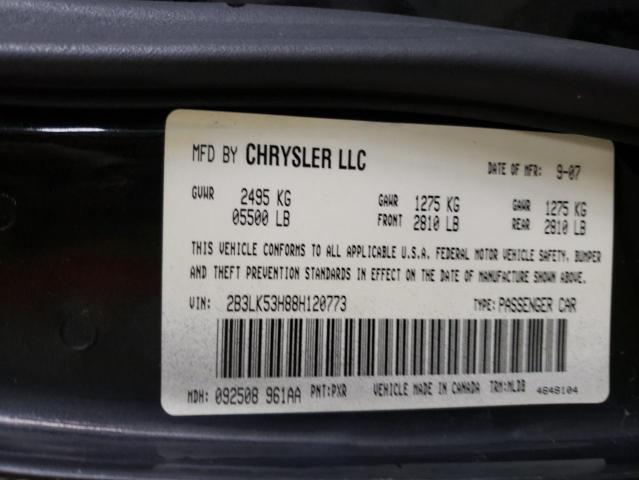 MFD BY CHRYSLER LLC DATE OF MFR: 9-07
GVWR 2495 KG GAWR 1275 KG GAWR 1275 KG
05500 LB FRONT 2810 LB REAR 2810 LB
THIS VEHICLE CONFORMS TO ALL APPLICABLE U.S.A. FEDERAL MOTOR VEHICLE SAFETY, BUMPER
AND THEFT PREVENTION STANDARDS IN EFFECT ON THE DATE OF MANUFACTURE SHOWN ABOVE.
VIN: 2B3LK53H88H120773 TYPE: PASSENGER CAR
MDH: 092508 961AA PNT:PXR VEHICLE MADE IN CANADA TRM:MLDB 4648104